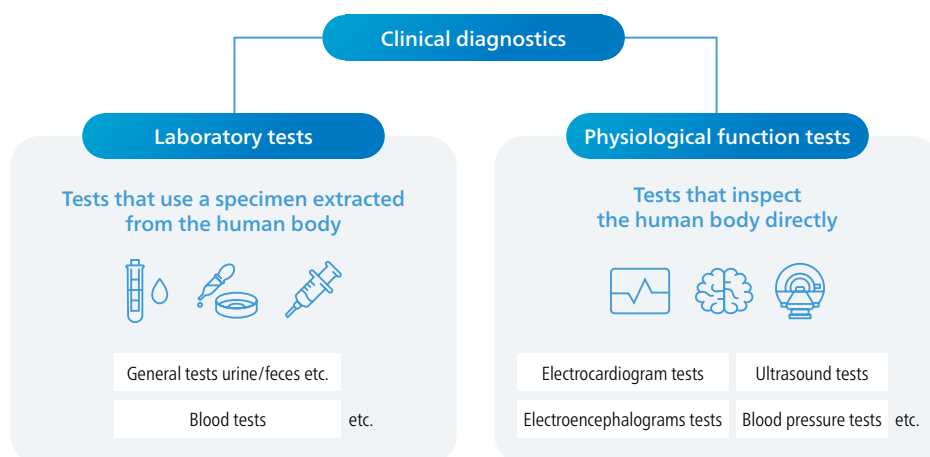 Clinical diagnostics
Laboratory tests
Tests that use a specimen extracted
from the human body
General tests urine/feces etc.
Blood tests
etc.
Physiological function tests
Tests that inspect
the human body directly
Electrocardiogram tests
Ultrasound tests
Electroencephalograms tests
Blood pressure tests
etc.